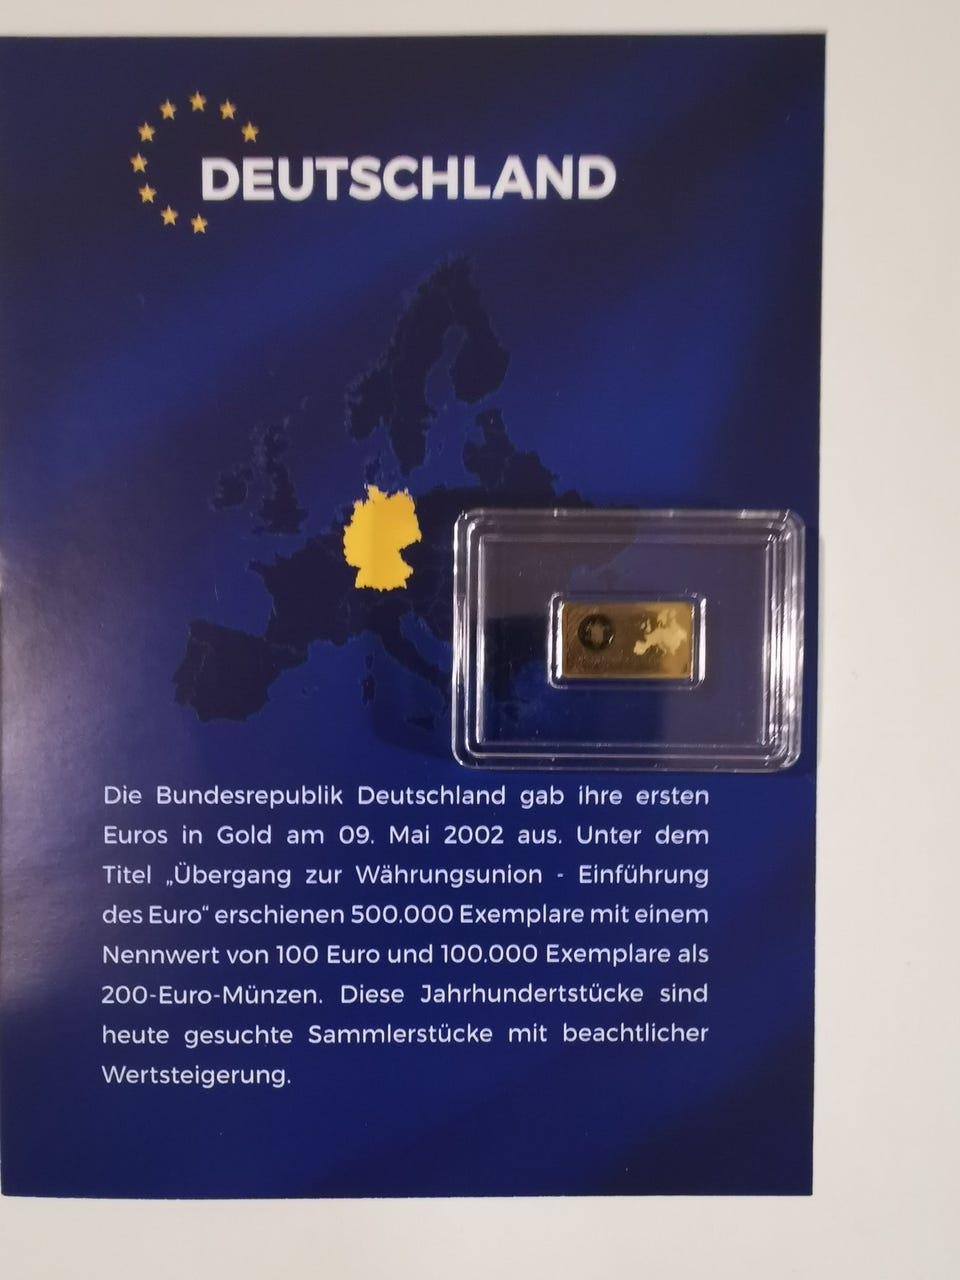 DEUTSCHLAND
Die Bundesrepublik Deutschland gab ihre ersten
Euros in Gold am 09. Mai 2002 aus. Unter dem
Titel „Übergang zur Währungsunion - Einführung
des Euro“ erschienen 500.000 Exemplare mit einem
Nennwert von 100 Euro und 100.000 Exemplare als
200-Euro-Münzen. Diese Jahrhundertstücke sind
heute gesuchte Sammlerstücke mit beachtlicher
Wertsteigerung.